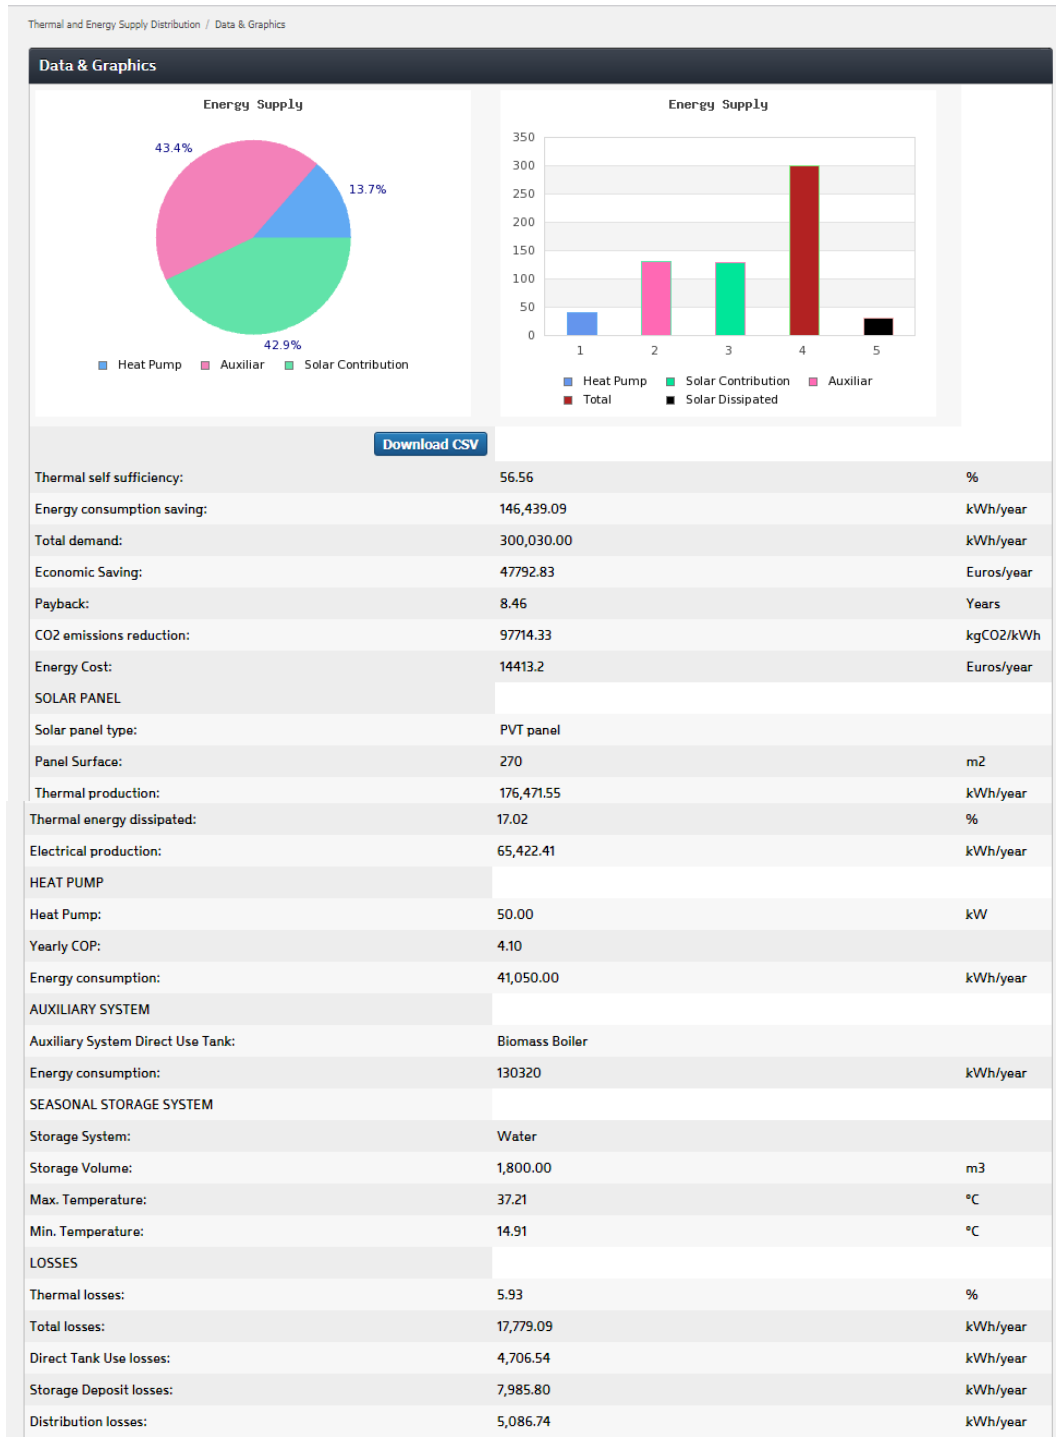 Thermal and Energy Supply Distribution / Data & Graphics
Data & Graphics
Energy Supply
43.4%
13.7%
42.9%
Heat Pump Auxiliar Solar Contribution
Energy Supply
350
300
250
200
150
100
50
0
1 2 3 4 5
Heat Pump Solar Contribution Auxiliar
Total Solar Dissipated
Download CSV
Thermal self sufficiency: 56.56 %
Energy consumption saving: 146,439.09 kWh/year
Total demand: 300,030.00 kWh/year
Economic Saving: 47792.83 Euros/year
Payback: 8.46 Years
CO2 emissions reduction: 97714.33 kgCO2/kWh
Energy Cost: 14413.2 Euros/year
SOLAR PANEL
Solar panel type: PVT panel
Panel Surface: 270 m2
Thermal production: 176,471.55 kWh/year
Thermal energy dissipated: 17.02 %
Electrical production: 65,422.41 kWh/year
HEAT PUMP
Heat Pump: 50.00 kW
Yearly COP: 4.10
Energy consumption: 41,050.00 kWh/year
AUXILIARY SYSTEM
Auxiliary System Direct Use Tank: Biomass Boiler
Energy consumption: 130320 kWh/year
SEASONAL STORAGE SYSTEM
Storage System: Water
Storage Volume: 1,800.00 m3
Max. Temperature: 37.21 °C
Min. Temperature: 14.91 °C
LOSSES
Thermal losses: 5.93 %
Total losses: 17,779.09 kWh/year
Direct Tank Use losses: 4,706.54 kWh/year
Storage Deposit losses: 7,985.80 kWh/year
Distribution losses: 5,086.74 kWh/year